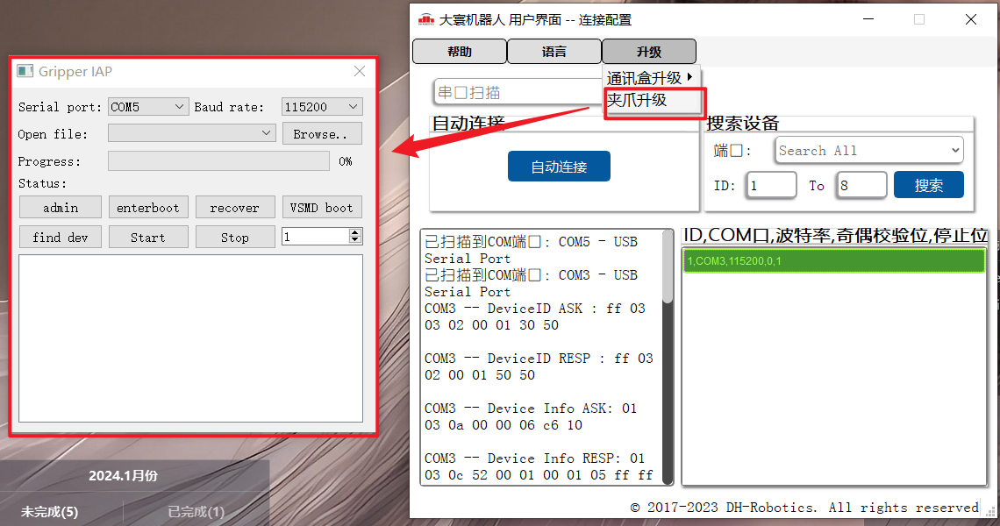 Gripper IAP
Serial port: COM5 Baud rate: 115200
Open file: Browse..
Progress: 0%
Status:
admin enterboot recover VSMD boot
find dev Start Stop 1
2024.1月份
未完成(5) 已完成(1)
大寰机器人 用户界面 -- 连接配置
帮助 语言 升级
通讯盒升级
夹爪升级
串口扫描
自动连接
自动连接
搜索设备
端口: Search All
ID: 1 To 8 搜索
已扫描到COM端口: COM5 - USB
Serial Port
已扫描到COM端口: COM3 - USB
Serial Port
COM3 -- DeviceID ASK : ff 03
03 02 00 01 30 50
COM3 -- DeviceID RESP : ff 03
02 00 01 50 50
COM3 -- Device Info ASK: 01
03 0a 00 00 06 c6 10
COM3 -- Device Info RESP: 01
03 0c 52 00 01 00 01 05 ff ff
ID,COM口,波特率,奇偶校验位,停止位
1,COM3,115200,0,1
© 2017-2023 DH-Robotics. All rights reserved